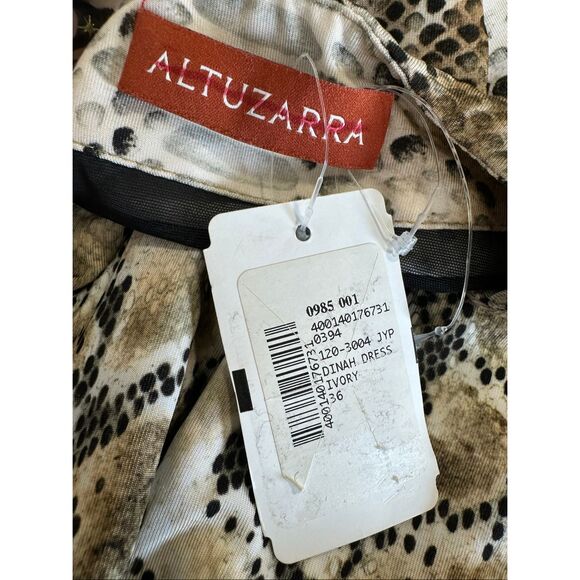 ALTUZARRA
0985 001
400140176731
0394
120-3004 JYP
DINAH DRESS
IVORY
36
400140176731